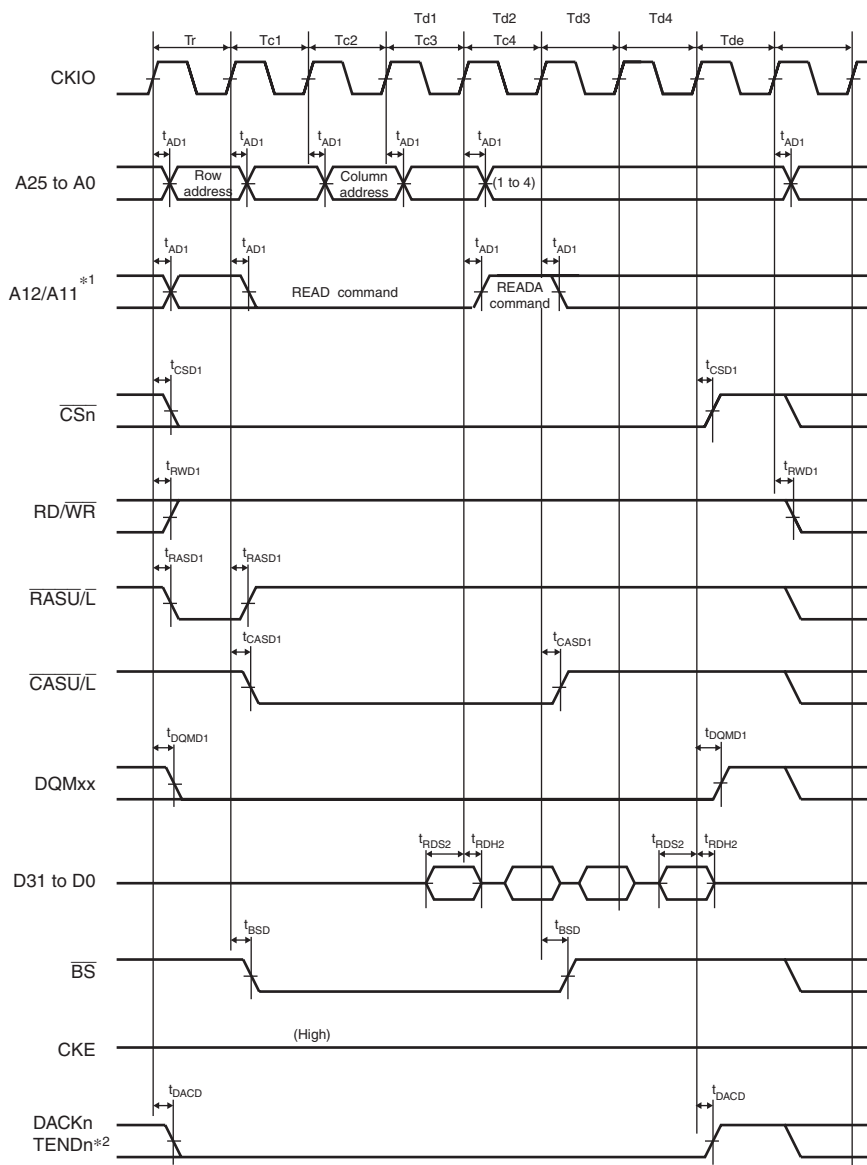 Td1 Td2 Td3 Td4
Tr Tc1 Tc2 Tc3 Tc4 Tde
CKIO
tAD1 tAD1 tAD1 tAD1 tAD1 tAD1
A25 to A0
Row address
Column address
(1 to 4)
tAD1 tAD1 tAD1 tAD1
A12/A11 *1
READ command
READA command
tCSD1 tCSD1
CSn
tRWD1 tRWD1
RD/WR
tRASD1 tRASD1
RASU/L
tCASD1 tCASD1
CASU/L
tDQMD1 tDQMD1
DQMxx
tRDS2 tRDH2 tRDS2 tRDH2
D31 to D0
tBSD tBSD
BS
(High)
CKE
tDACD tDACD
DACKn
TENDn*2